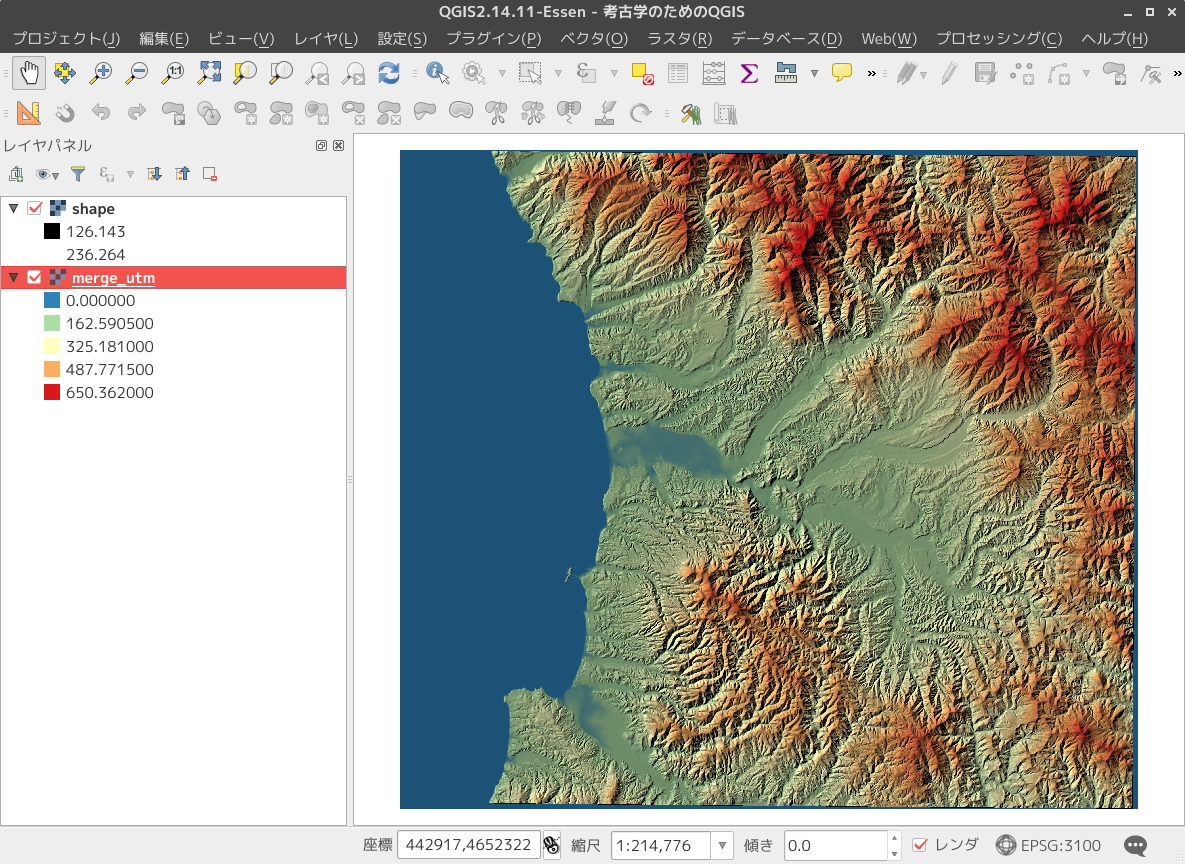 QGIS2.14.11-Essen - 考古学のためのQGIS
プロジェクト(J) 編集(E) ビュー(V) レイヤ(L) 設定(S) プラグイン(P) ベクタ(O) ラスタ(R) データベース(D) Web(W) プロセッシング(C) ヘルプ(H)
1:1
レイヤパネル
shape
126.143
236.264
merge_utm
0.000000
162.590500
325.181000
487.771500
650.362000
座標 442917,4652322 縮尺 1:214,776 傾き 0.0 レンダ EPSG:3100